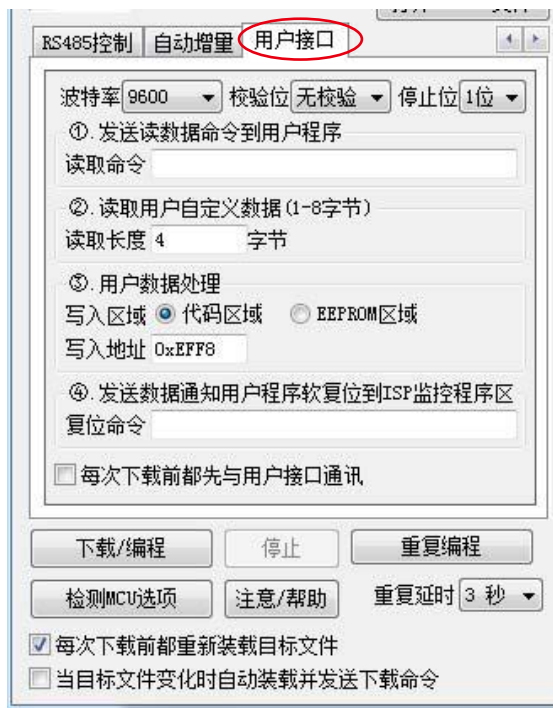 RS485控制 自动增量 用户接口
波特率 9600 校验位 无校验 停止位 1位
①.发送读数据命令到用户程序
读取命令
②.读取用户自定义数据(1-8字节)
读取长度 4 字节
③.用户数据处理
写入区域 代码区域 EEPROM区域
写入地址 0xEFF8
④.发送数据通知用户程序软复位到ISP监控程序区
复位命令
每次下载前都先与用户接口通讯
下载/编程 停止 重复编程
检测MCU选项 注意/帮助 重复延时 3 秒
每次下载前都重新装载目标文件
当目标文件变化时自动装载并发送下载命令